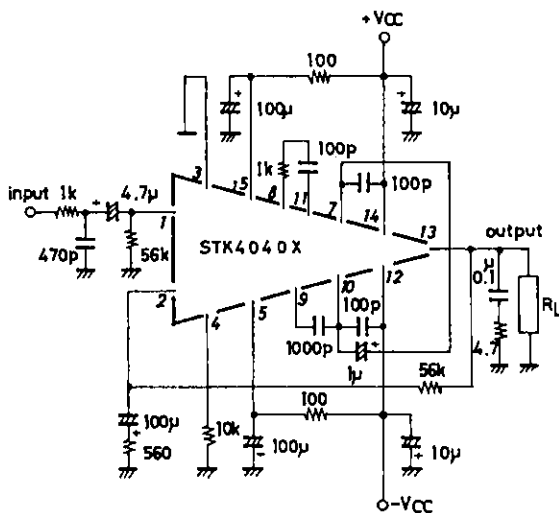 +VCC
100
100µ
+
10µ
+
100p
1k
100p
3
15
8
11
7
14
13
input
1k
4.7µ
+
1
470p
56k
STK4040X
output
µ
0.1
RL
4.7
2
4
5
9
10
12
100p
1000p
1µ
+
56k
100µ
+
560
10k
100
100µ
-
10µ
+
-VCC